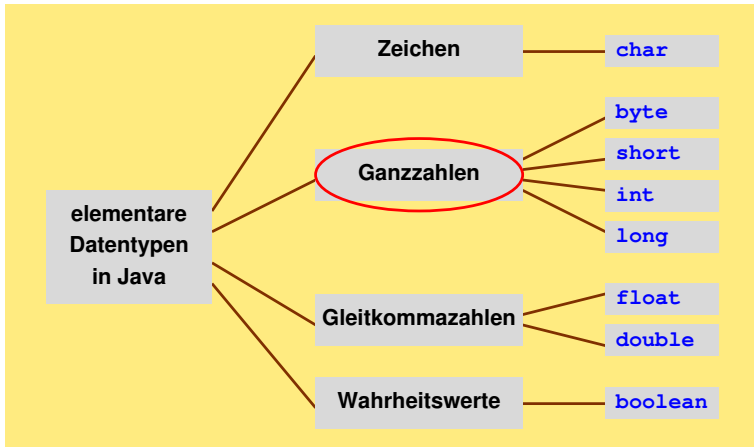 elementare
Datentypen
in Java
Zeichen
char
Ganzzahlen
byte
short
int
long
Gleitkommazahlen
float
double
Wahrheitswerte
boolean